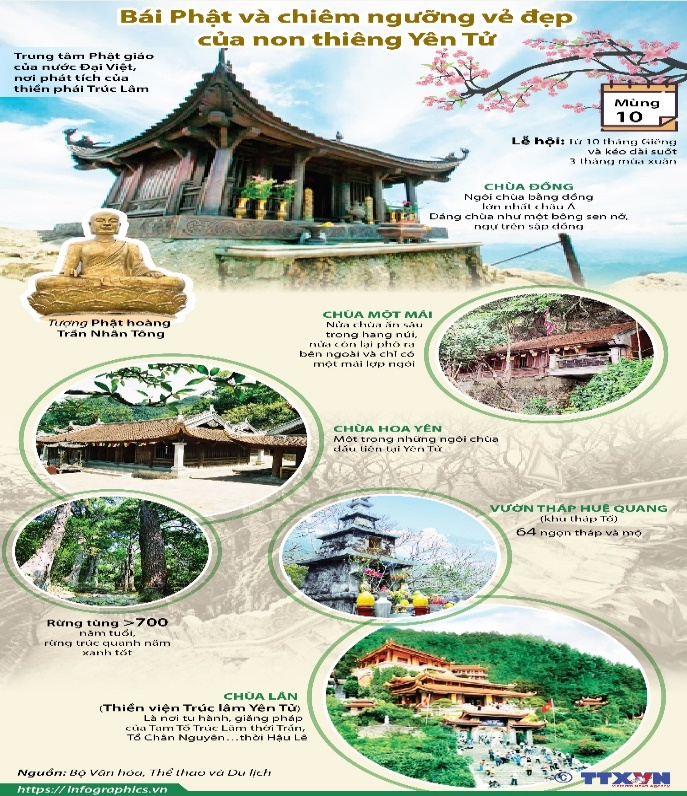 Bái Phật và chiêm ngưỡng vẻ đẹp
của non thiêng Yên Tử
Trung tâm Phật giáo
của nước Đại Việt,
nơi phát tích của
thiền phái Trúc Lâm
Mùng
10
Lễ hội: Từ 10 tháng Giêng
và kéo dài suốt
3 tháng mùa xuân
CHÙA ĐỒNG
Ngôi chùa bằng đồng
lớn nhất châu Á
Dáng chùa như một bông sen nở,
ngự trên sập đồng
Tượng Phật hoàng
Trần Nhân Tông
CHÙA MỘT MÁI
Nửa chùa ẩn sâu
trong hang núi,
nửa còn lại phô ra
bên ngoài và chỉ có
một mái lợp ngói
CHÙA HOA YÊN
Một trong những ngôi chùa
đầu tiên tại Yên Tử
VƯỜN THÁP HUỆ QUANG
(khu tháp Tổ)
64 ngọn tháp và mộ
Rừng tùng >700
năm tuổi,
rừng trúc quanh năm
xanh tốt
CHÙA LÂN
(Thiền viện Trúc lâm Yên Tử)
Là nơi tu hành, giảng pháp
của Tam Tổ Trúc Lâm thời Trần,
Tổ Chân Nguyên...thời Hậu Lê
Nguồn: Bộ Văn hóa, Thể thao và Du lịch
https://infographics.vn
© TTXVN
Vietnam News Agency